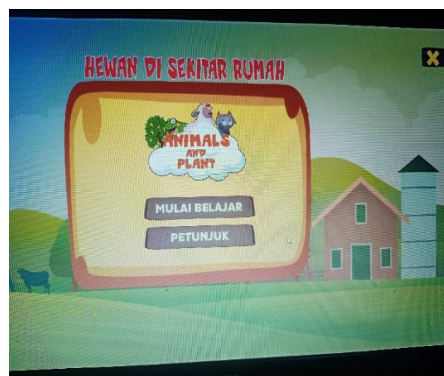 HEWAN DI SEKITAR RUMAH
X
ANIMALS
AND
PLANT
MULAI BELAJAR
PETUNJUK